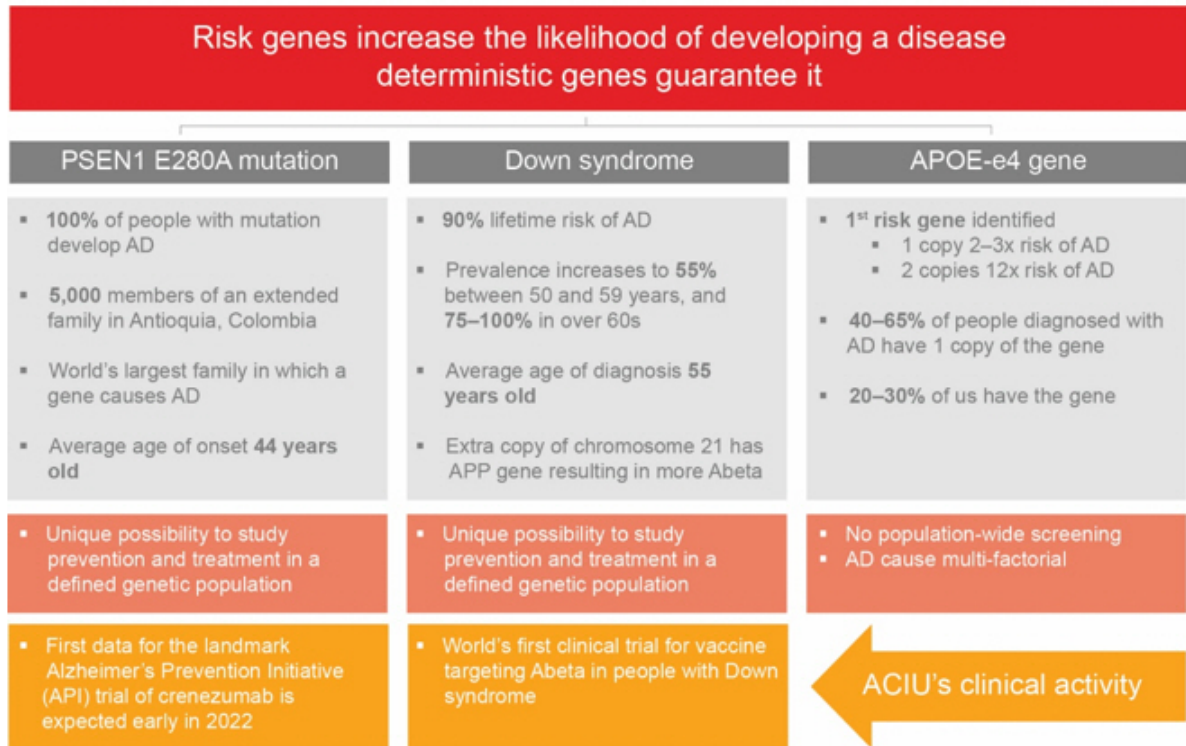 Risk genes increase the likelihood of developing a disease
deterministic genes guarantee it
PSEN1 E280A mutation
▪ 100% of people with mutation
develop AD
▪ 5,000 members of an extended
family in Antioquia, Colombia
▪ World's largest family in which a
gene causes AD
▪ Average age of onset 44 years
old
▪ Unique possibility to study
prevention and treatment in a
defined genetic population
▪ First data for the landmark
Alzheimer's Prevention Initiative
(API) trial of crenezumab is
expected early in 2022
Down syndrome
▪ 90% lifetime risk of AD
▪ Prevalence increases to 55%
between 50 and 59 years, and
75–100% in over 60s
▪ Average age of diagnosis 55
years old
▪ Extra copy of chromosome 21 has
APP gene resulting in more Abeta
▪ Unique possibility to study
prevention and treatment in a
defined genetic population
▪ World's first clinical trial for vaccine
targeting Abeta in people with Down
syndrome
APOE-e4 gene
▪ 1st risk gene identified
▪ 1 copy 2–3x risk of AD
▪ 2 copies 12x risk of AD
▪ 40–65% of people diagnosed with
AD have 1 copy of the gene
▪ 20–30% of us have the gene
▪ No population-wide screening
▪ AD cause multi-factorial
ACIU's clinical activity